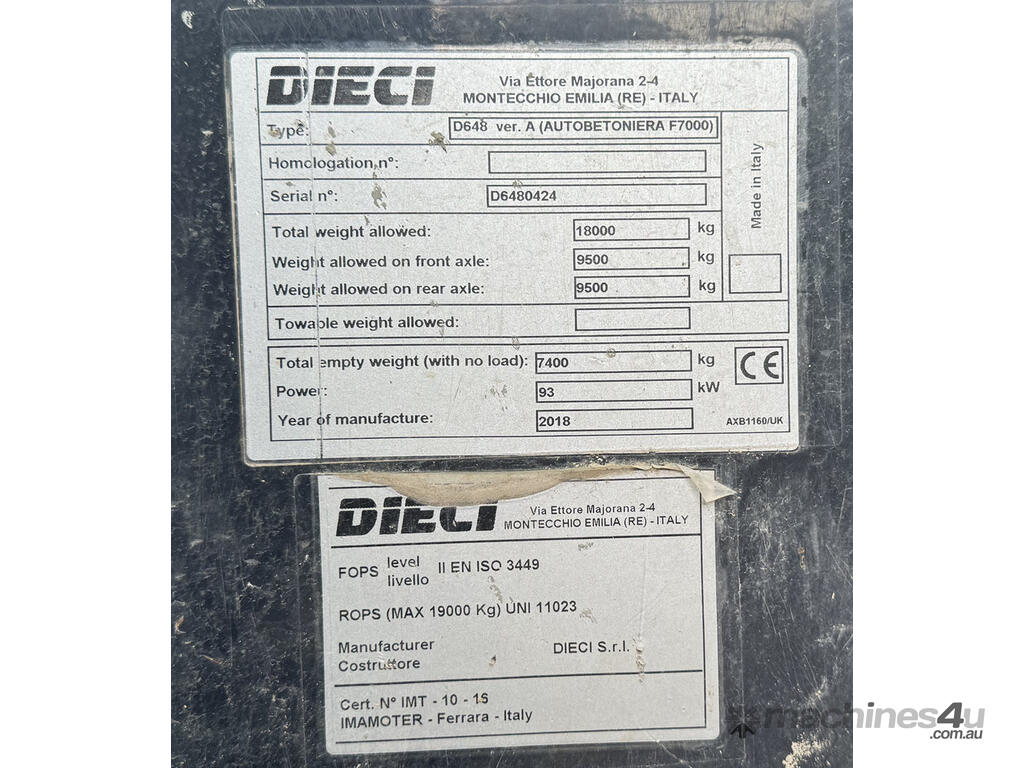 DIECI
Via Ettore Majorana 2-4
MONTECCHIO EMILIA (RE) - ITALY
Type: D648 ver. A (AUTOBETONIERA F7000)
Homologation n°:
Serial n°: D6480424
Made in Italy
Total weight allowed: 18000 kg
Weight allowed on front axle: 9500 kg
Weight allowed on rear axle: 9500 kg
Towable weight allowed:
Total empty weight (with no load): 7400 kg
CE
Power: 93 kW
Year of manufacture: 2018
AXB1160/UK
DIECI
Via Ettore Majorana 2-4
MONTECCHIO EMILIA (RE) - ITALY
FOPS level livello II EN ISO 3449
ROPS (MAX 19000 Kg) UNI 11023
Manufacturer
Costruttore
DIECI S.r.l.
Cert. N° IMT - 10 - 1S
IMAMOTER - Ferrara - Italy
machines4u
.com.au